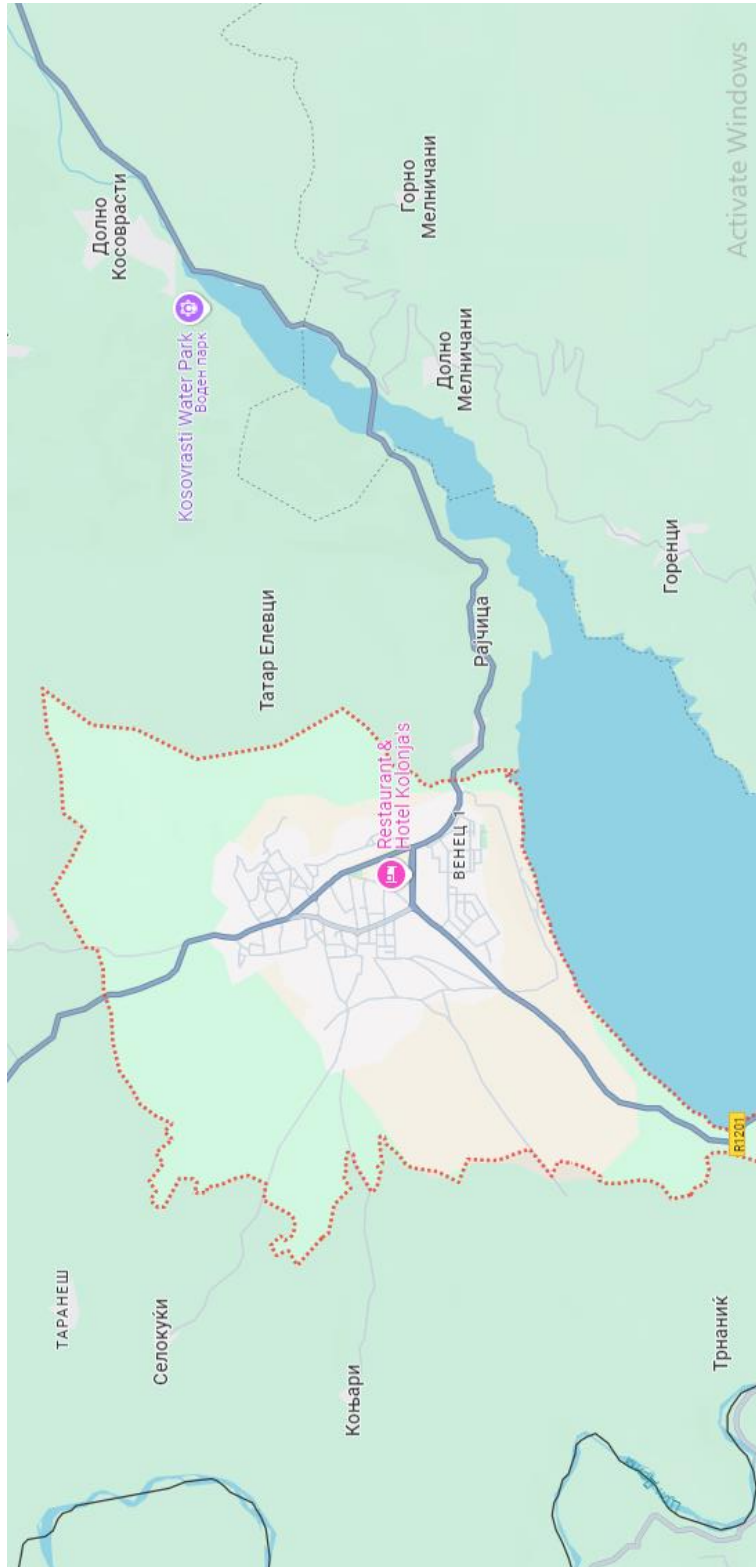 ТАРАНЕШ
Селокуќи
Коњари
Трнаниќ
R1201
ВЕНЕЦ 1
Restaurant &
Hotel Kolonja's
Татар Елевци
Рајчица
Kosovrasti Water Park
Воден парк
Долно
Косоврасти
Долно
Мелничани
Горно
Мелничани
Горенци
Activate Windows